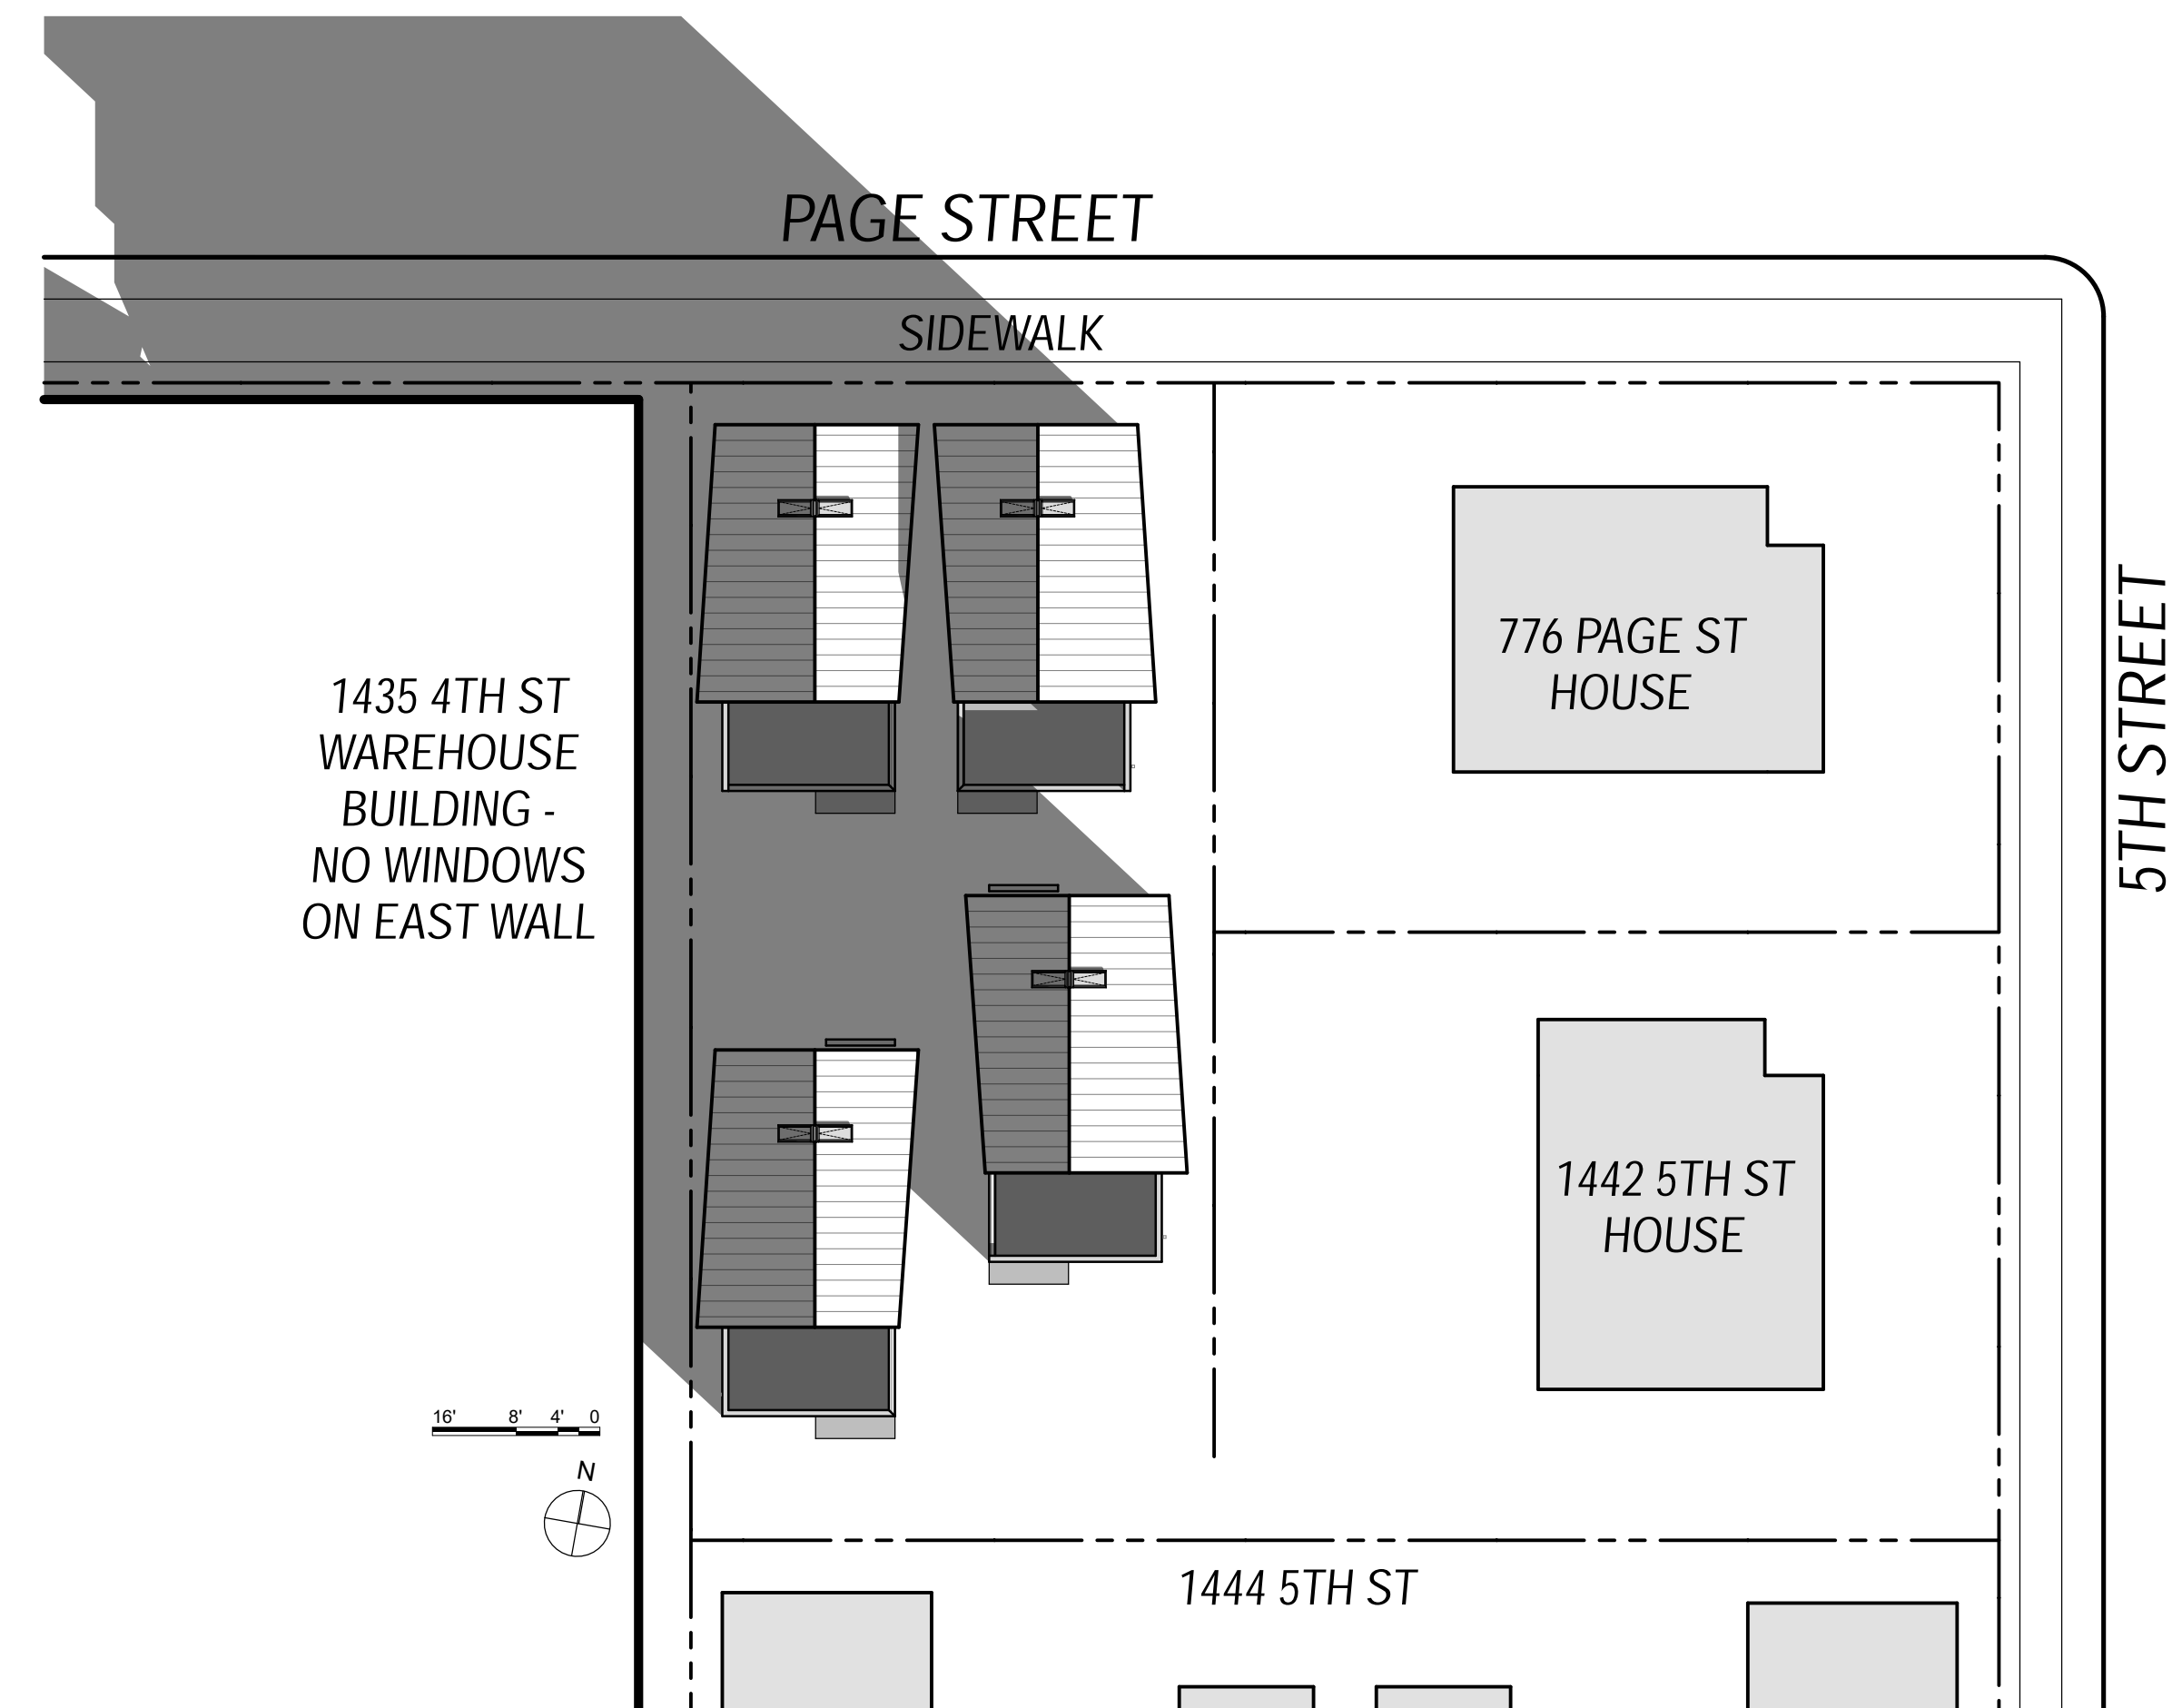 PAGE STREET
SIDEWALK
776 PAGE ST
HOUSE
5TH STREET
1435 4TH ST
WAREHOUSE
BUILDING -
NO WINDOWS
ON EAST WALL
1442 5TH ST
HOUSE
16' 8' 4' 0
N
1444 5TH ST